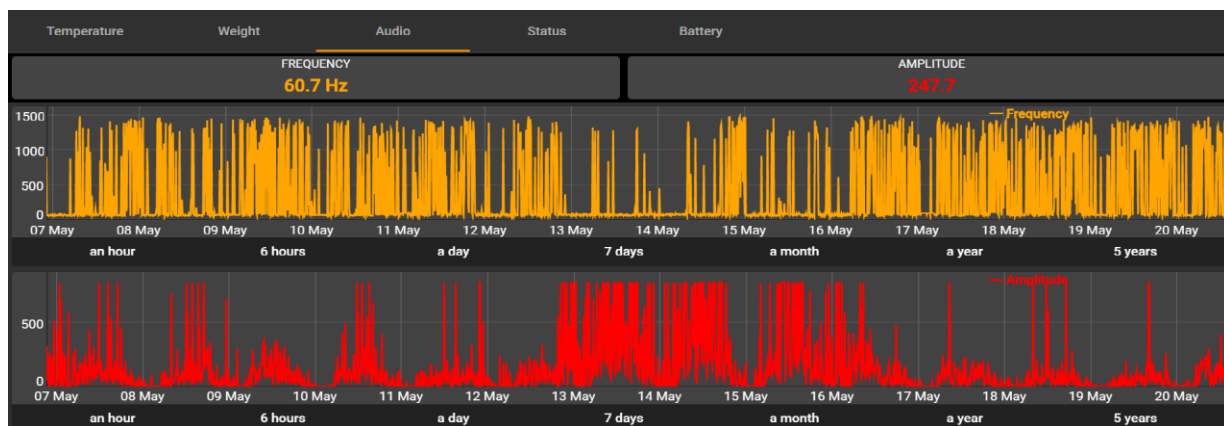 Temperature Weight Audio Status Battery
FREQUENCY AMPLITUDE
60.7 Hz 247.7
Frequency
1500
1000
500
0
07 May 08 May 09 May 10 May 11 May 12 May 13 May 14 May 15 May 16 May 17 May 18 May 19 May 20 May
an hour 6 hours a day 7 days a month a year 5 years
Amplitude
500
0
07 May 08 May 09 May 10 May 11 May 12 May 13 May 14 May 15 May 16 May 17 May 18 May 19 May 20 May
an hour 6 hours a day 7 days a month a year 5 years